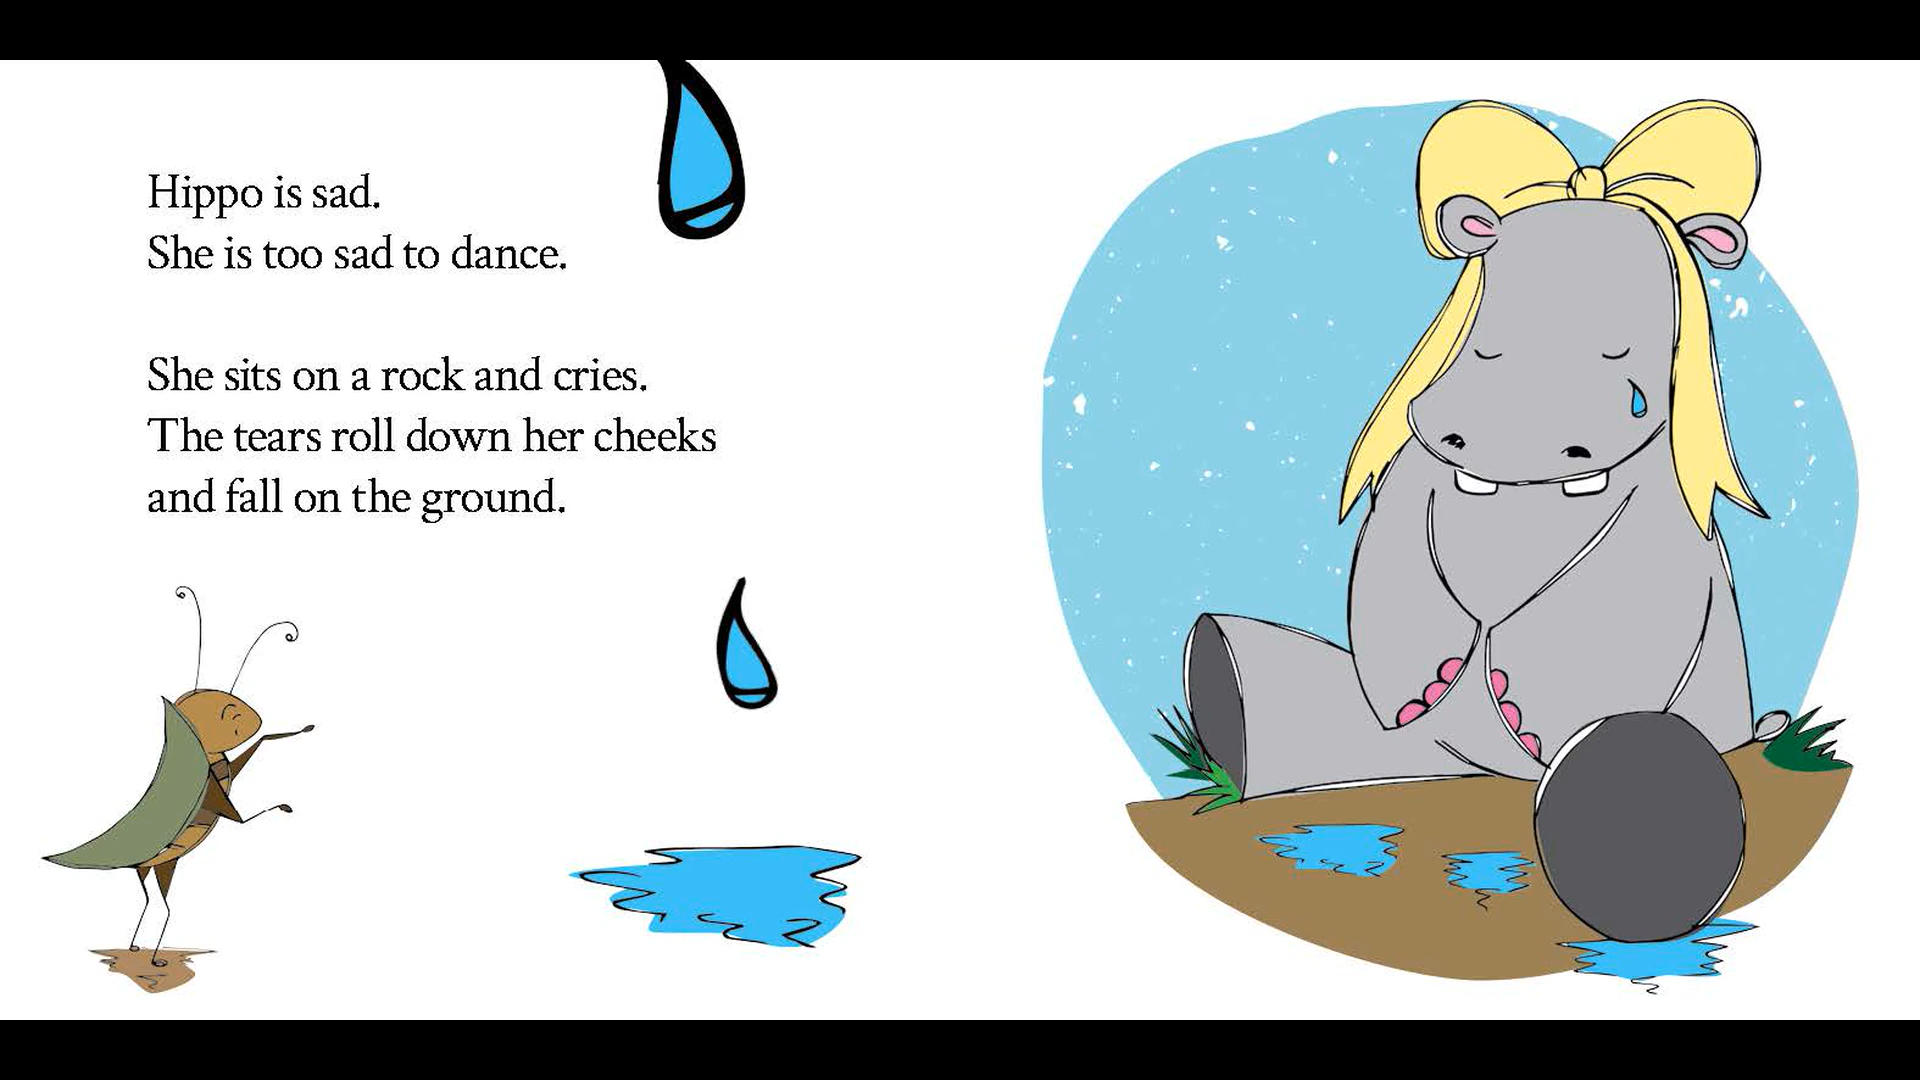 Hippo is sad.
She is too sad to dance.
She sits on a rock and cries.
The tears roll down her cheeks
and fall on the ground.